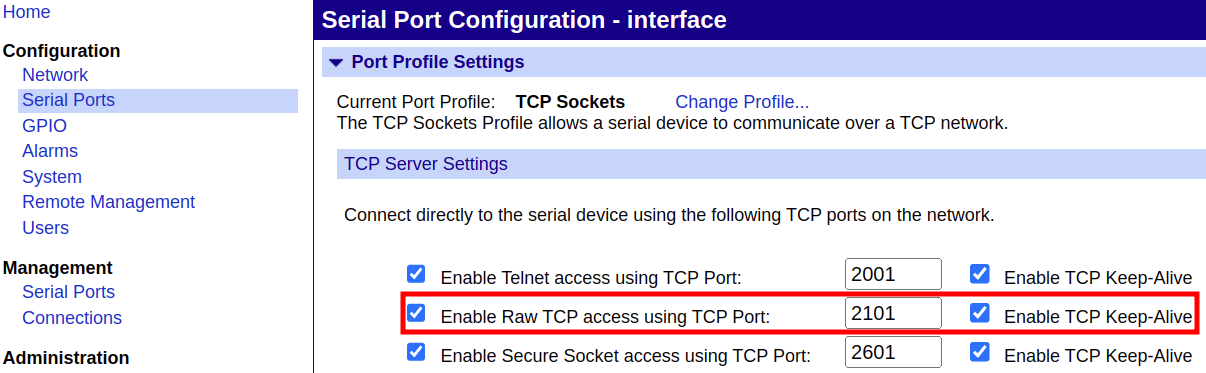 Home
Configuration
Network
Serial Ports
GPIO
Alarms
System
Remote Management
Users
Management
Serial Ports
Connections
Administration
Serial Port Configuration - interface
Port Profile Settings
Current Port Profile: TCP Sockets Change Profile...
The TCP Sockets Profile allows a serial device to communicate over a TCP network.
TCP Server Settings
Connect directly to the serial device using the following TCP ports on the network.
Enable Telnet access using TCP Port: 2001 Enable TCP Keep-Alive
Enable Raw TCP access using TCP Port: 2101 Enable TCP Keep-Alive
Enable Secure Socket access using TCP Port: 2601 Enable TCP Keep-Alive